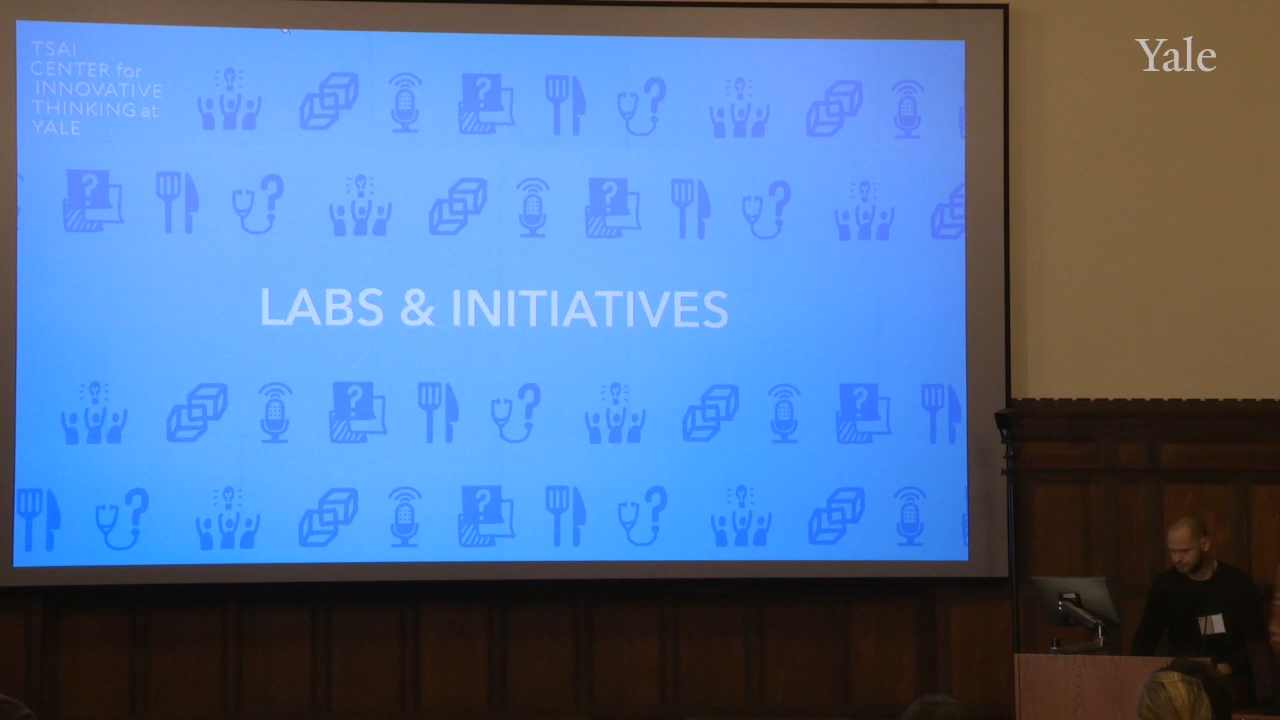 TSAI
CENTER for
INNOVATIVE
THINKING at
YALE
Yale
LABS & INITIATIVES